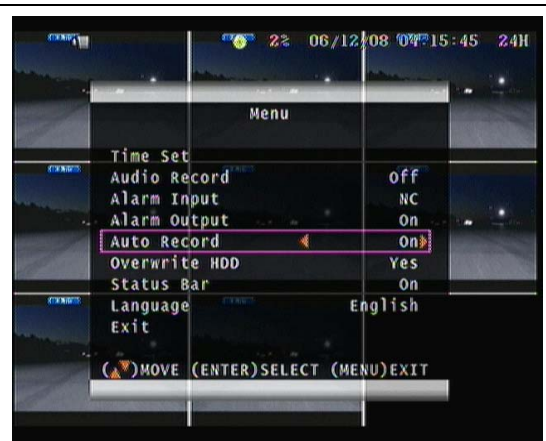 2% 06/12/08 04:15:45 24H
Menu
Time Set
Audio Record Off
Alarm Input NC
Alarm Output On
Auto Record On
Overwrite HDD Yes
Status Bar On
Language English
Exit
()MOVE (ENTER)SELECT (MENU)EXIT